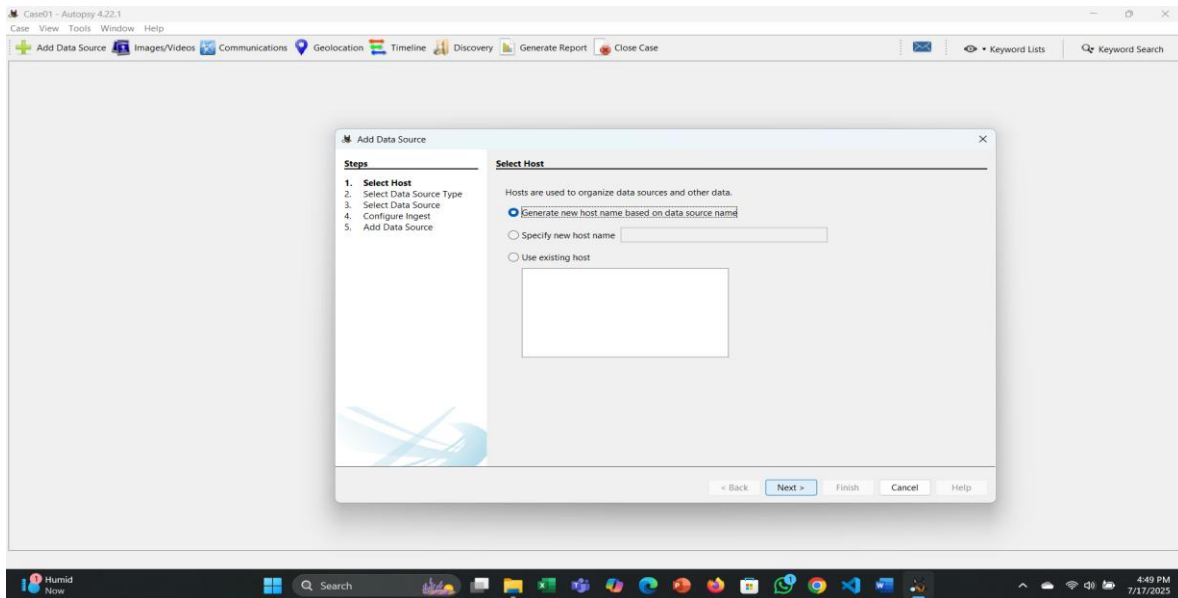 Case01 - Autopsy 4.22.1
Case View Tools Window Help
Add Data Source Images/Videos Communications Geolocation Timeline Discovery Generate Report Close Case Keyword Lists Keyword Search
Add Data Source
Steps
1. Select Host
2. Select Data Source Type
3. Select Data Source
4. Configure Ingest
5. Add Data Source
Select Host
Hosts are used to organize data sources and other data.
Generate new host name based on data source name
Specify new host name
Use existing host
< Back Next > Finish Cancel Help
1 Humid
Now
Search
4:49 PM
7/17/2025